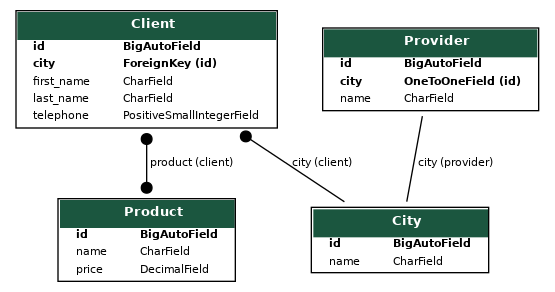 Client
id BigAutoField
city ForeignKey (id)
first_name CharField
last_name CharField
telephone PositiveSmallIntegerField
Provider
id BigAutoField
city OneToOneField (id)
name CharField
product (client)
city (client)
city (provider)
Product
id BigAutoField
name CharField
price DecimalField
City
id BigAutoField
name CharField